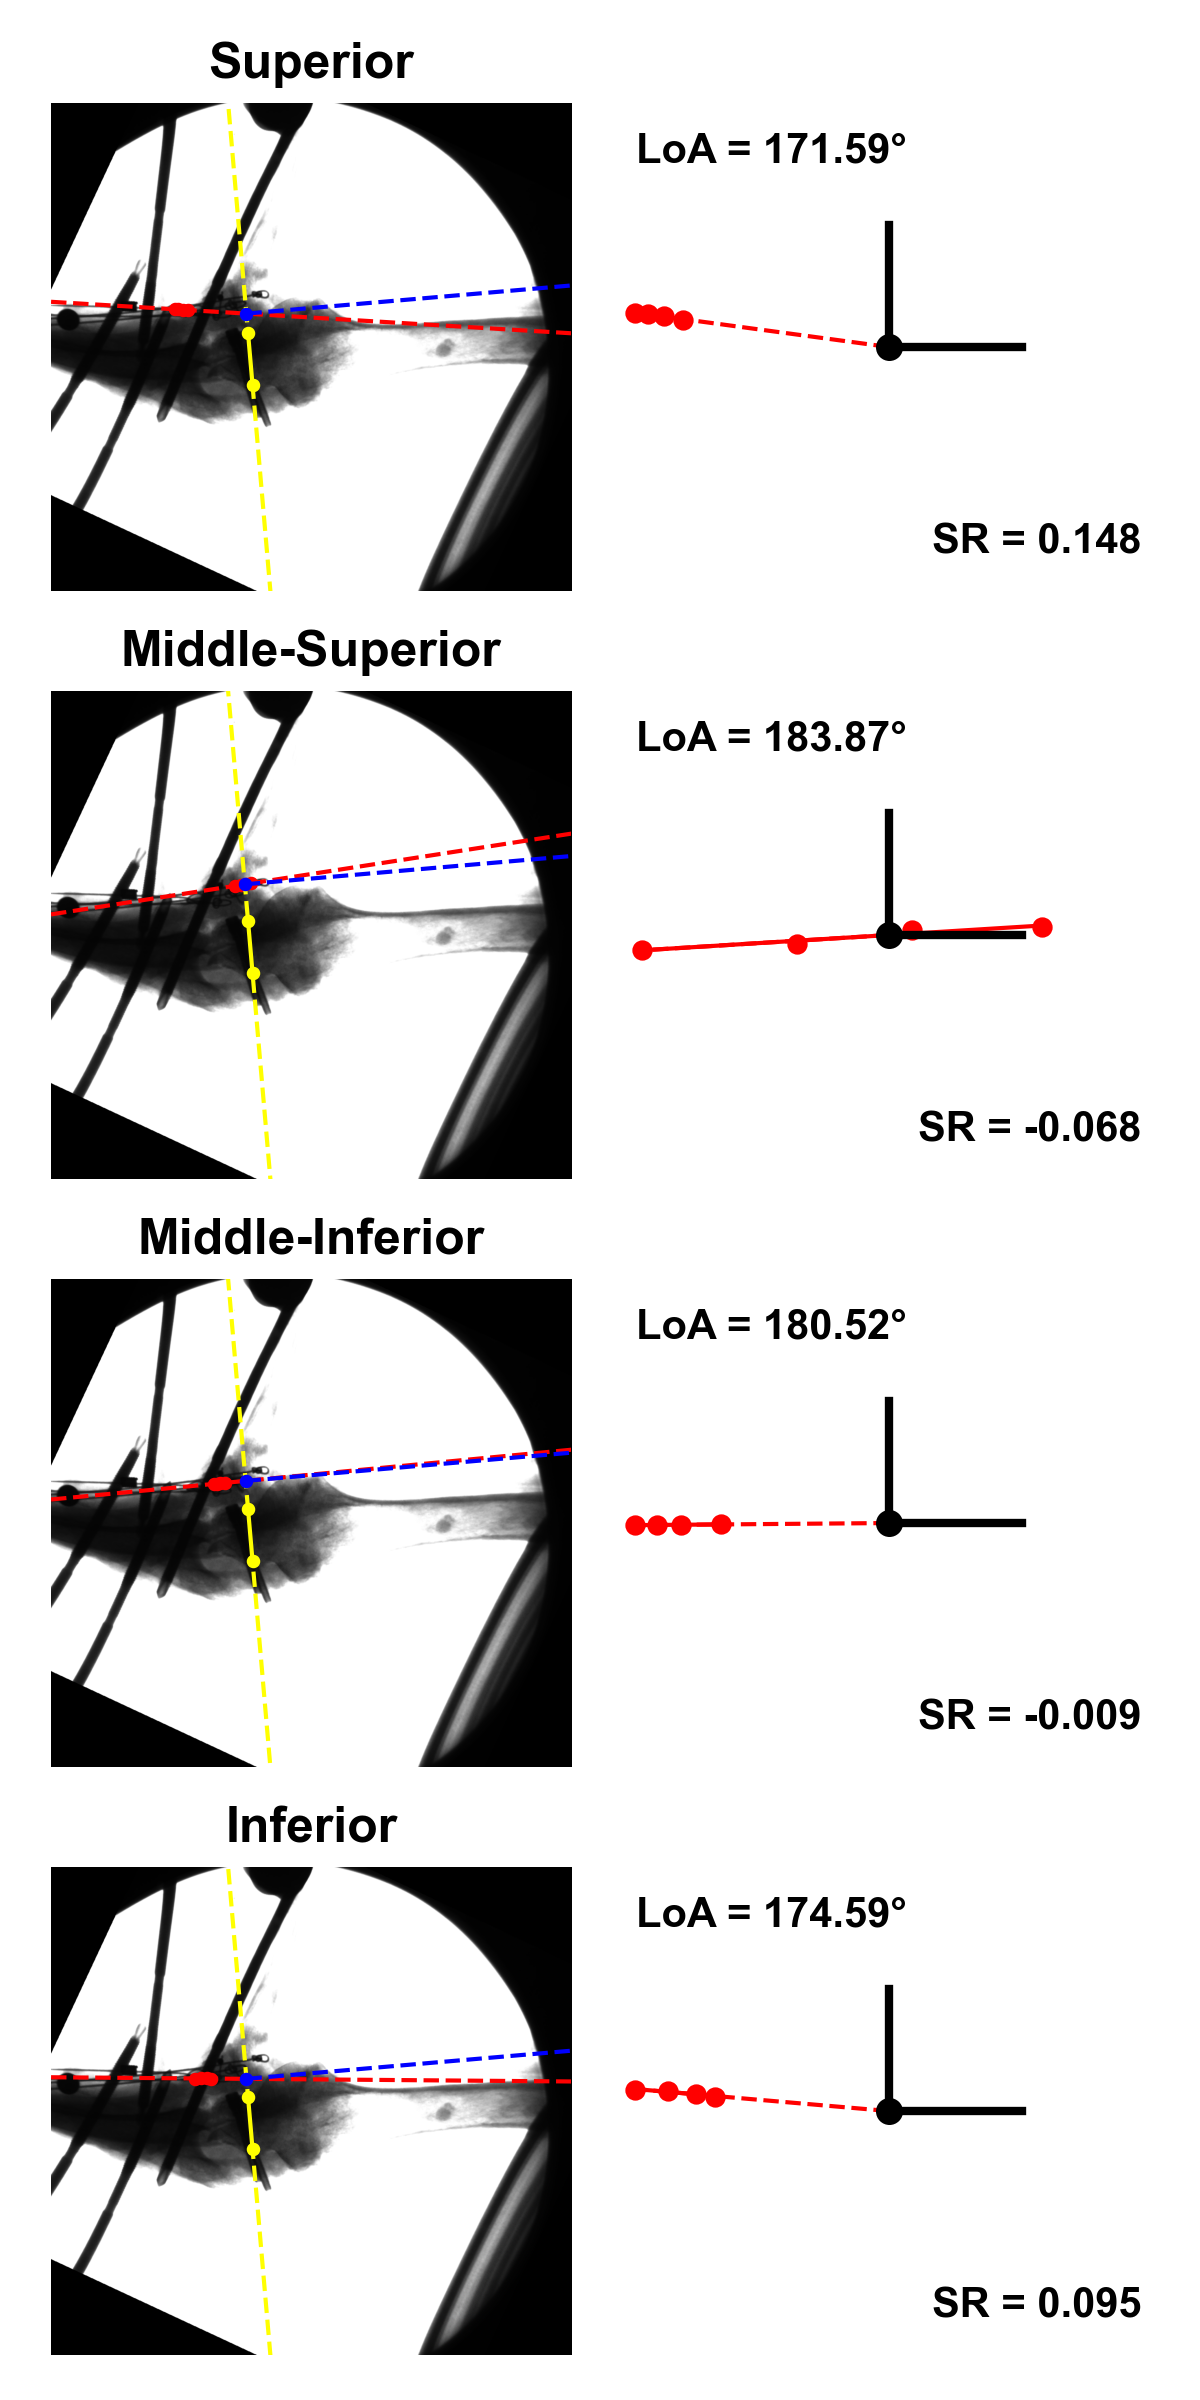 Superior
LoA = 171.59°
SR = 0.148
Middle-Superior
LoA = 183.87°
SR = -0.068
Middle-Inferior
LoA = 180.52°
SR = -0.009
Inferior
LoA = 174.59°
SR = 0.095